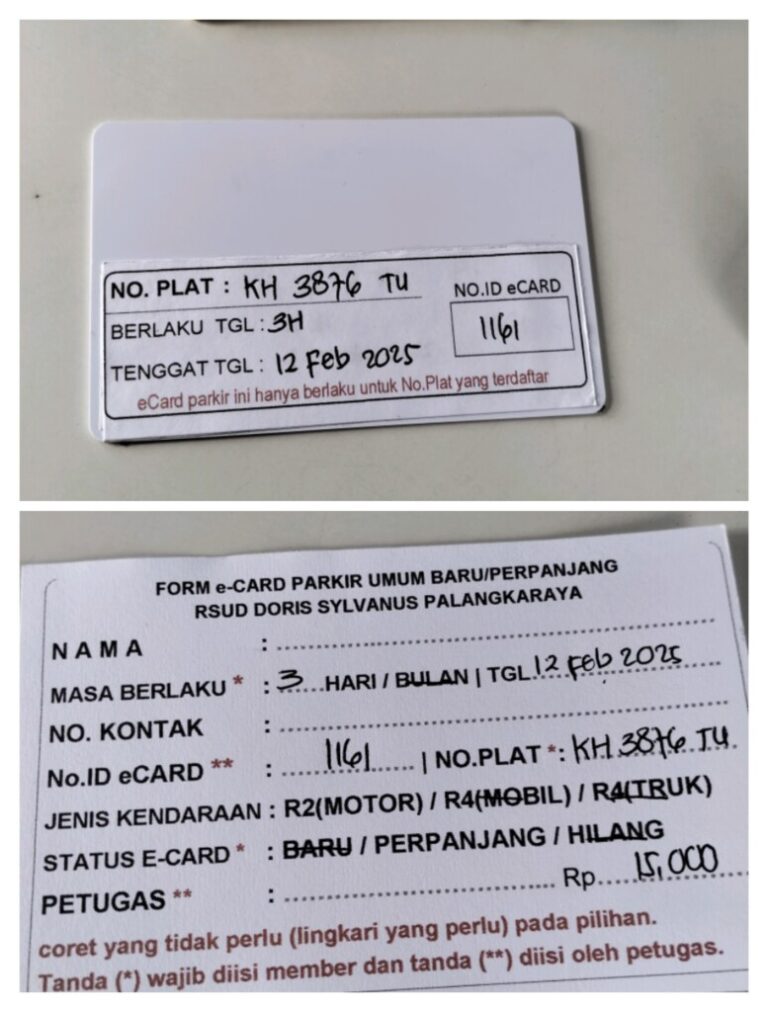 NO. PLAT : KH 3876 TU
NO.ID eCARD
BERLAKU TGL : 3H
1161
TENGGAT TGL : 12 Feb 2025
eCard parkir ini hanya berlaku untuk No.Plat yang terdaftar
FORM e-CARD PARKIR UMUM BARU/PERPANJANG
RSUD DORIS SYLVANUS PALANGKARAYA
NAMA : ....................
MASA BERLAKU * : 3 HARI / BULAN | TGL 12 Feb 2025
NO. KONTAK : ....................
No.ID eCARD ** : 1161 | NO.PLAT *: KH 3876 TU
JENIS KENDARAAN : R2(MOTOR) / R4(MOBIL) / R4(TRUK)
STATUS E-CARD * : BARU / PERPANJANG / HILANG
PETUGAS ** : .................... Rp. 15,000
coret yang tidak perlu (lingkari yang perlu) pada pilihan.
Tanda (*) wajib diisi member dan tanda (**) diisi oleh petugas.